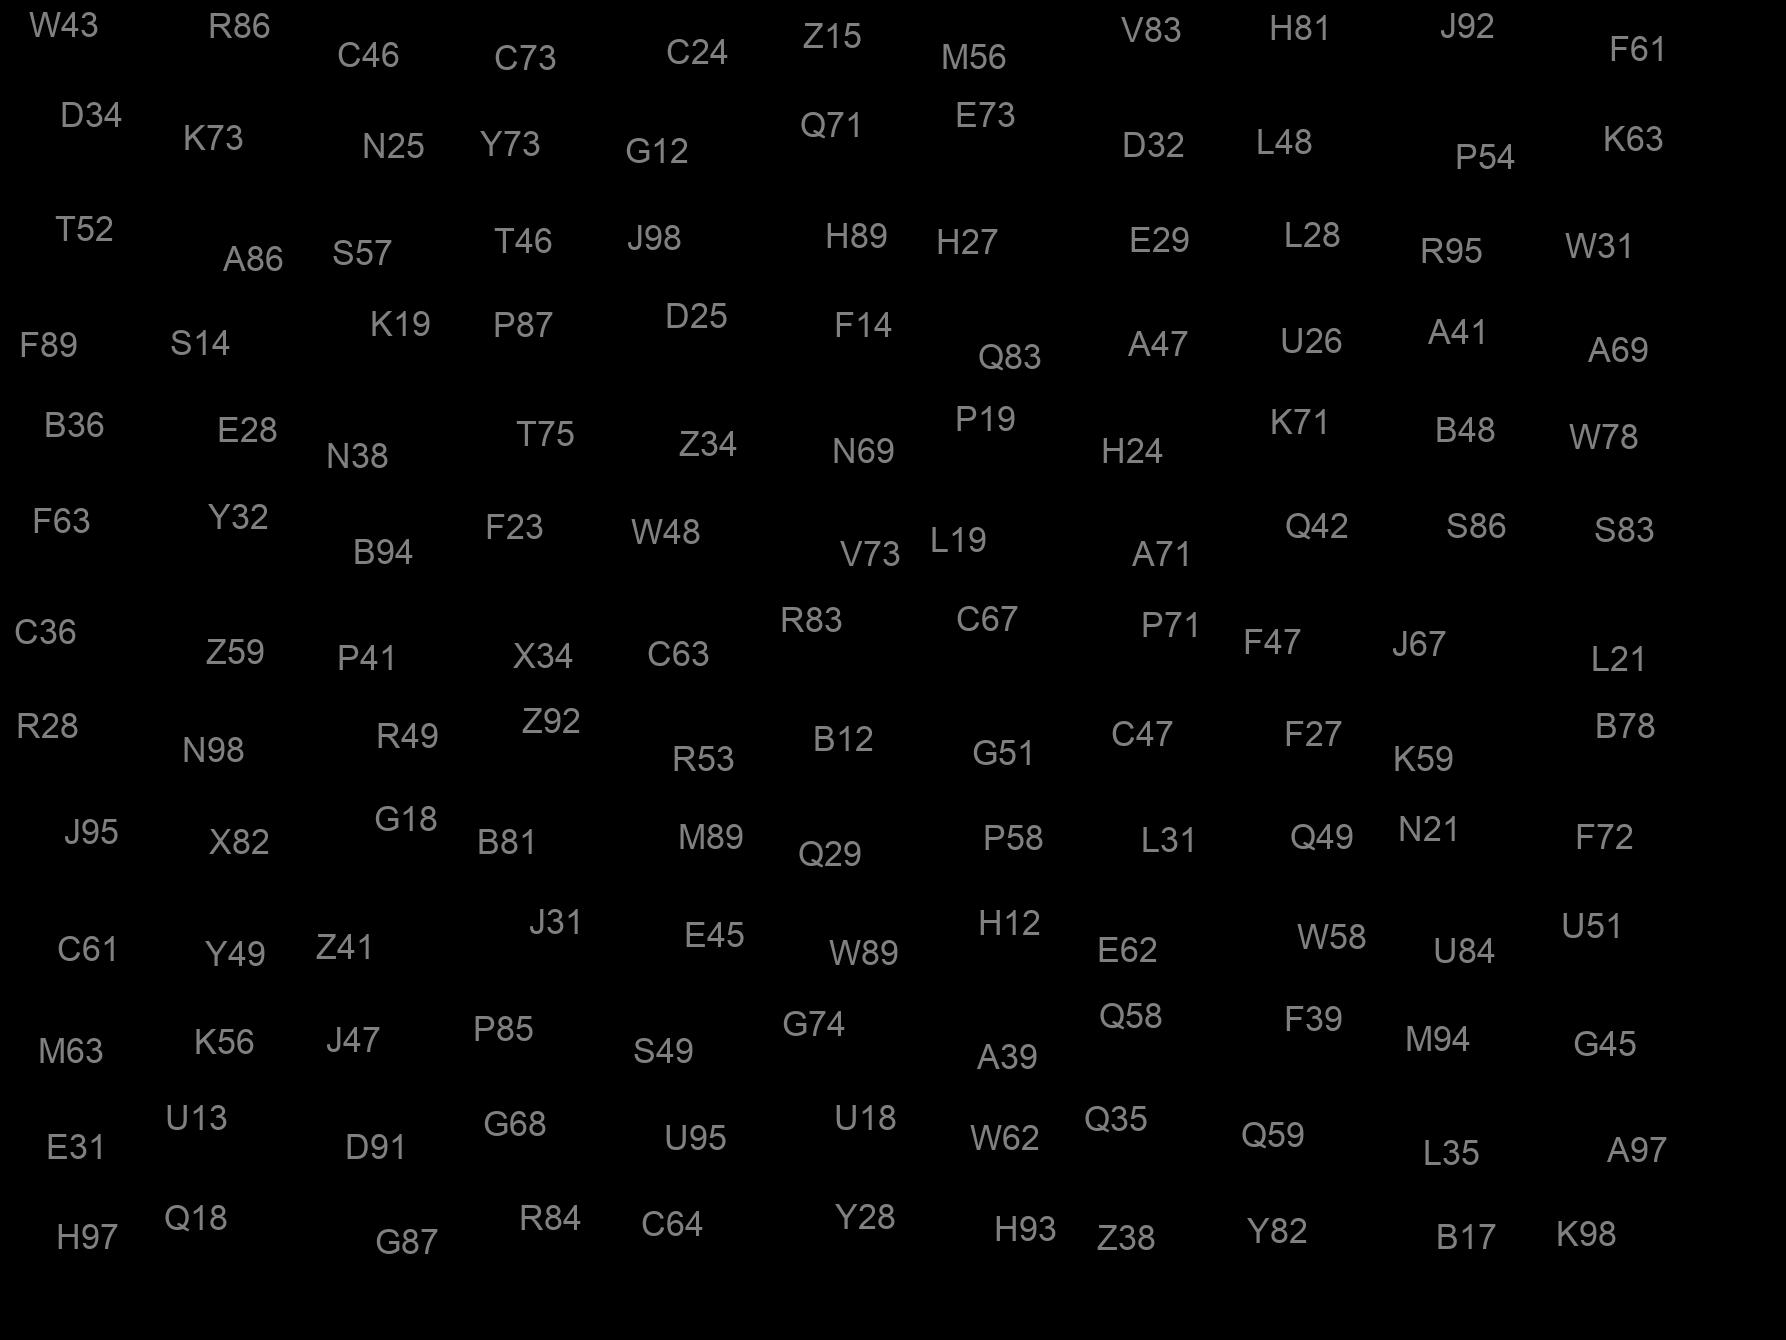 W43 R86 C46 C73 C24 Z15 M56 V83 H81 J92 F61
D34 K73 N25 Y73 G12 Q71 E73 D32 L48 P54 K63
T52 A86 S57 T46 J98 H89 H27 E29 L28 R95 W31
F89 S14 K19 P87 D25 F14 Q83 A47 U26 A41 A69
B36 E28 N38 T75 Z34 N69 P19 H24 K71 B48 W78
F63 Y32 B94 F23 W48 V73 L19 A71 Q42 S86 S83
C36 Z59 P41 X34 C63 R83 C67 P71 F47 J67 L21
R28 N98 R49 Z92 R53 B12 G51 C47 F27 K59 B78
J95 X82 G18 B81 M89 Q29 P58 L31 Q49 N21 F72
C61 Y49 Z41 J31 E45 W89 H12 E62 W58 U84 U51
M63 K56 J47 P85 S49 G74 A39 Q58 F39 M94 G45
E31 U13 D91 G68 U95 U18 W62 Q35 Q59 L35 A97
H97 Q18 G87 R84 C64 Y28 H93 Z38 Y82 B17 K98